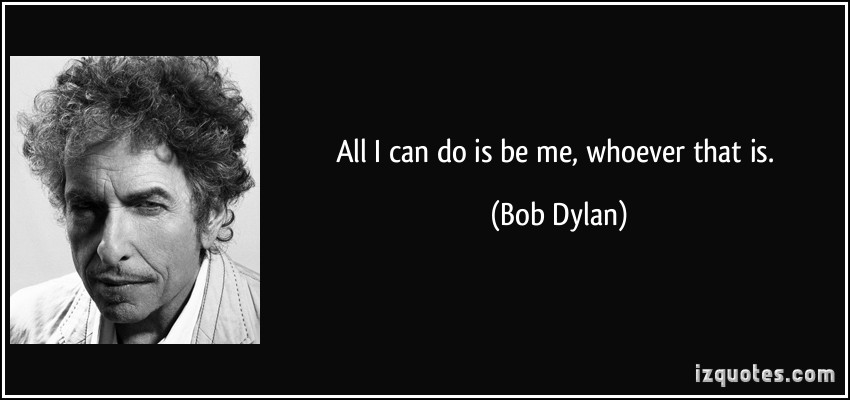 All I can do is be me, whoever that is.
(Bob Dylan)
izquotes.com